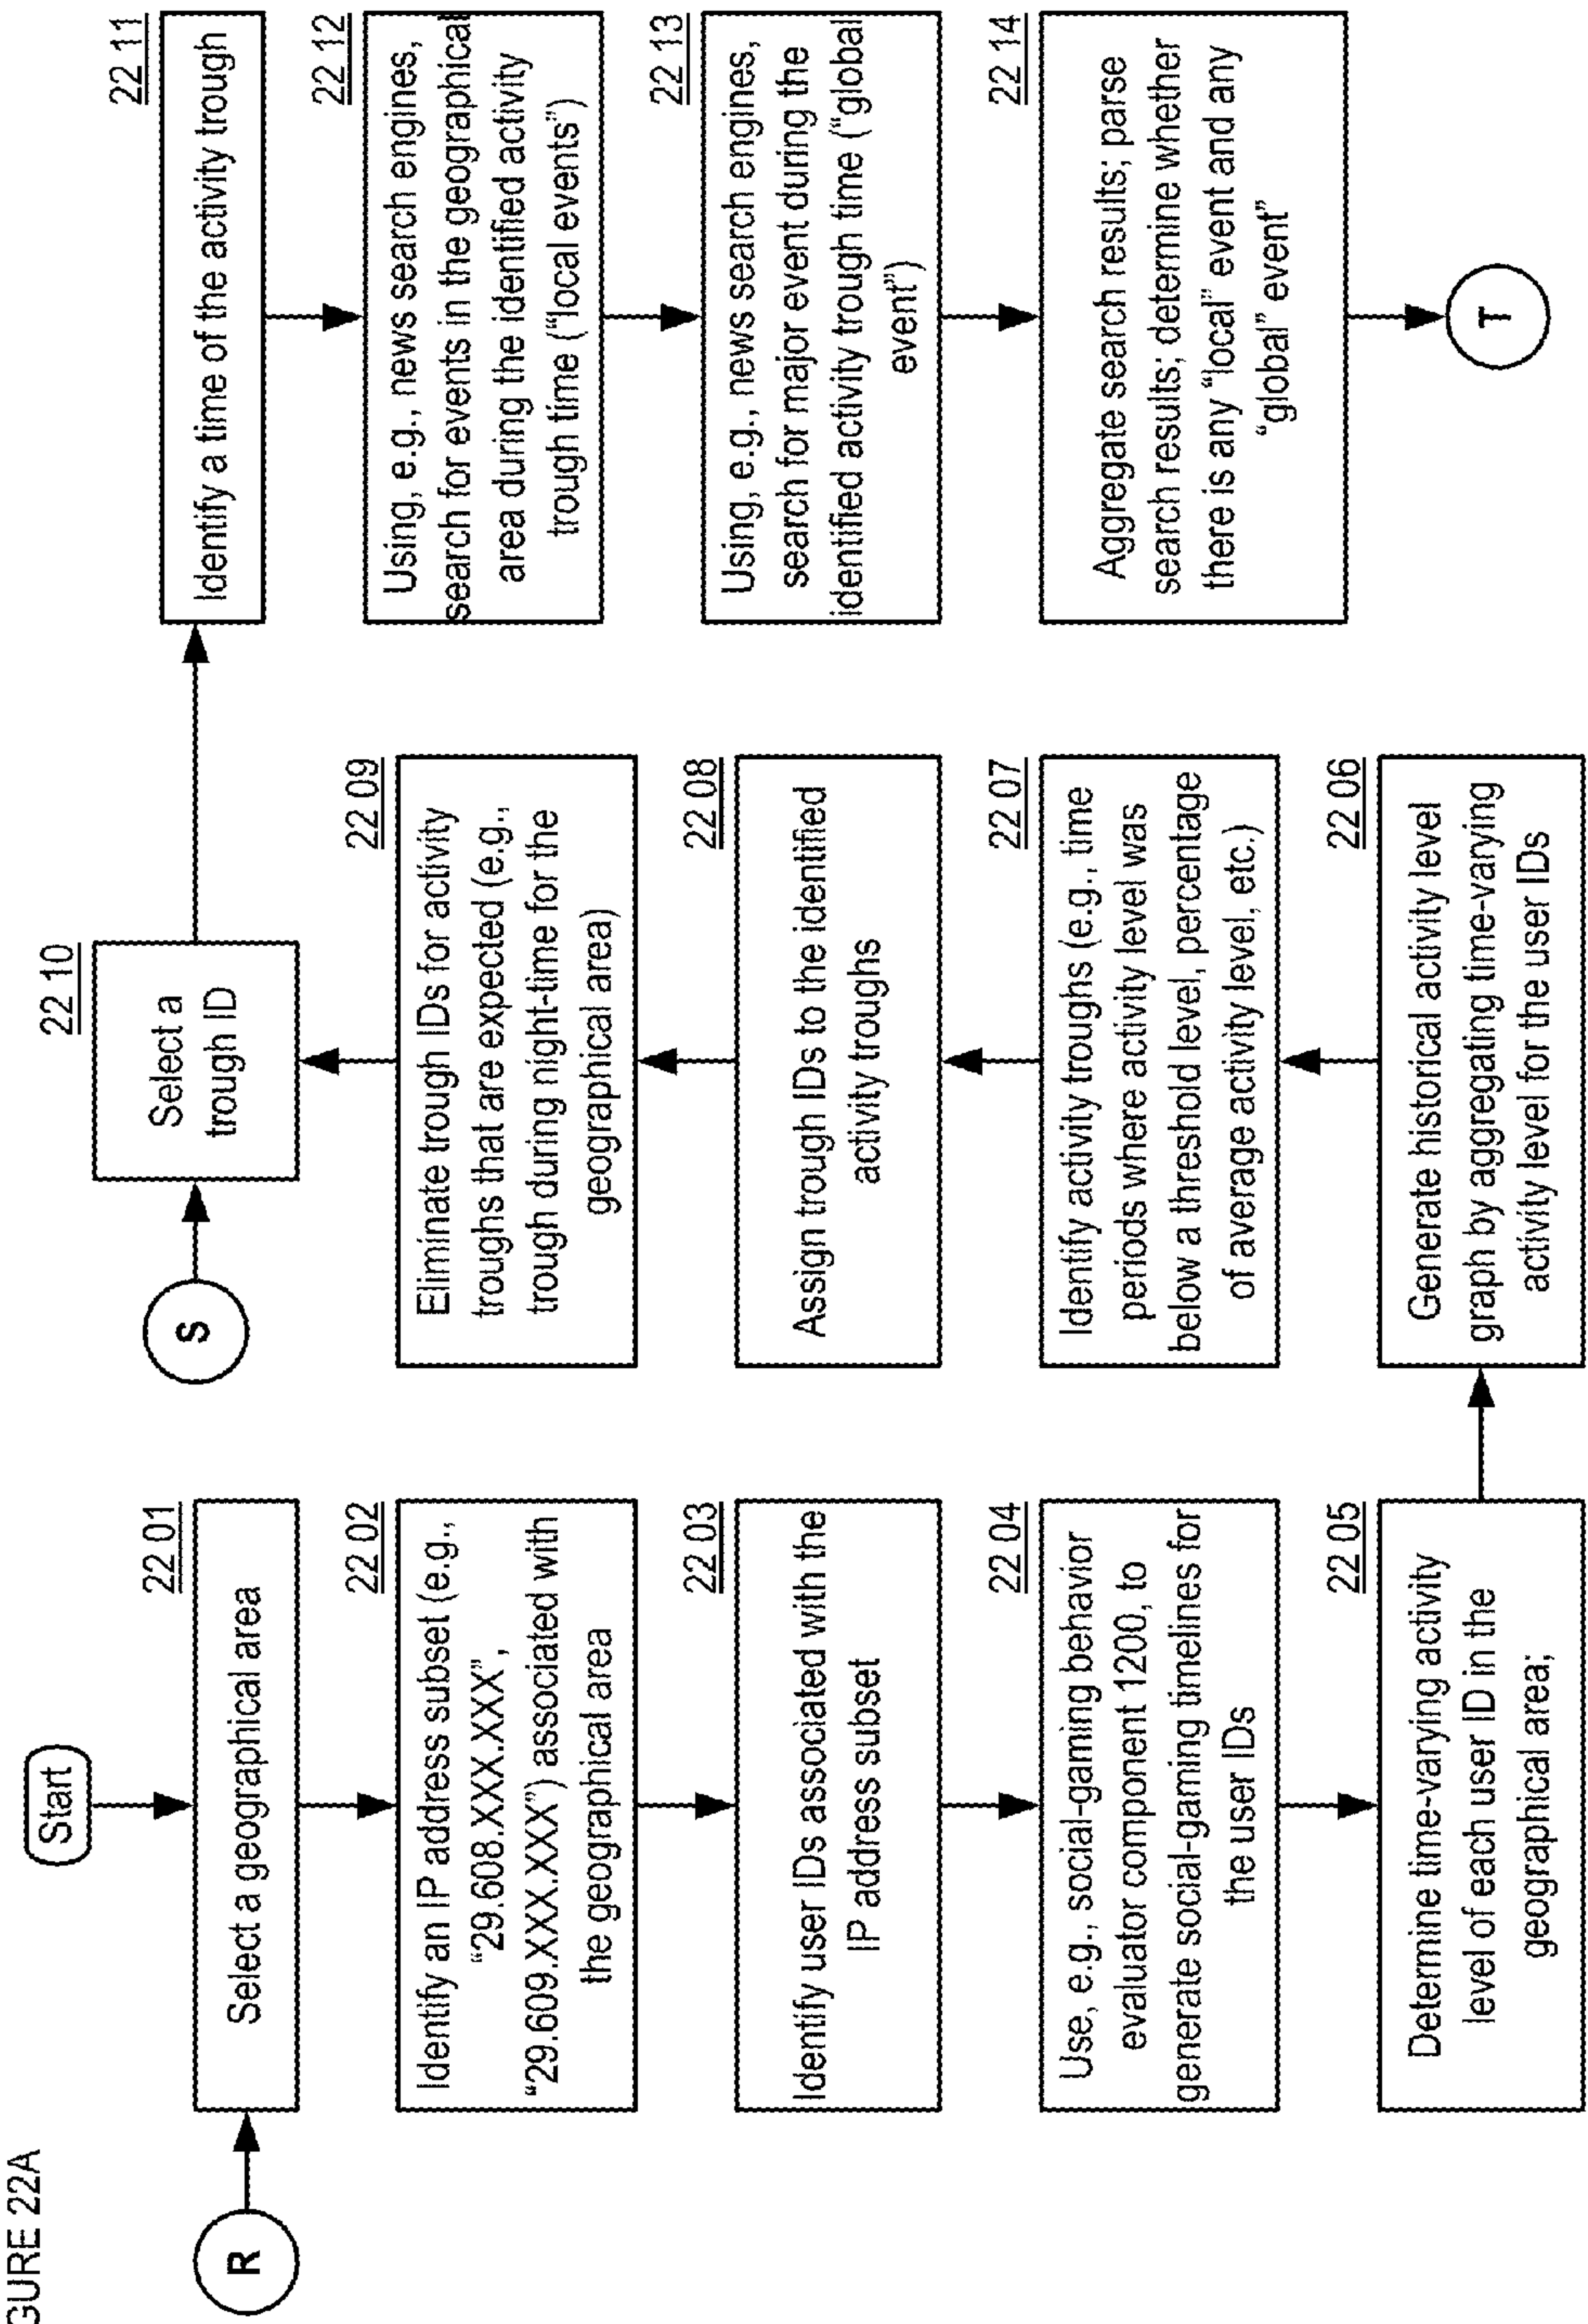 GURE 22A
Start
R
22 01
Select a geographical area
22 02
Identify an IP address subset (e.g.,
“29.608.XXX.XXX”,
“29.609.XXX.XXX”) associated with
the geographical area
22 03
Identify user IDs associated with the
IP address subset
22 04
Use, e.g., social-gaming behavior
evaluator component 1200, to
generate social-gaming timelines for
the user IDs
22 05
Determine time-varying activity
level of each user ID in the
geographical area;
22 06
Generate historical activity level
graph by aggregating time-varying
activity level for the user IDs
22 07
Identify activity troughs (e.g., time
periods where activity level was
below a threshold level, percentage
of average activity level, etc.)
22 08
Assign trough IDs to the identified
activity troughs
22 09
Eliminate trough IDs for activity
troughs that are expected (e.g.,
trough during night-time for the
geographical area)
S
22 10
Select a
trough ID
22 11
Identify a time of the activity trough
22 12
Using, e.g., news search engines,
search for events in the geographical
area during the identified activity
trough time (“local events”)
22 13
Using, e.g., news search engines,
search for major event during the
identified activity trough time (“global
event”)
22 14
Aggregate search results; parse
search results; determine whether
there is any “local” event and any
“global” event”
T